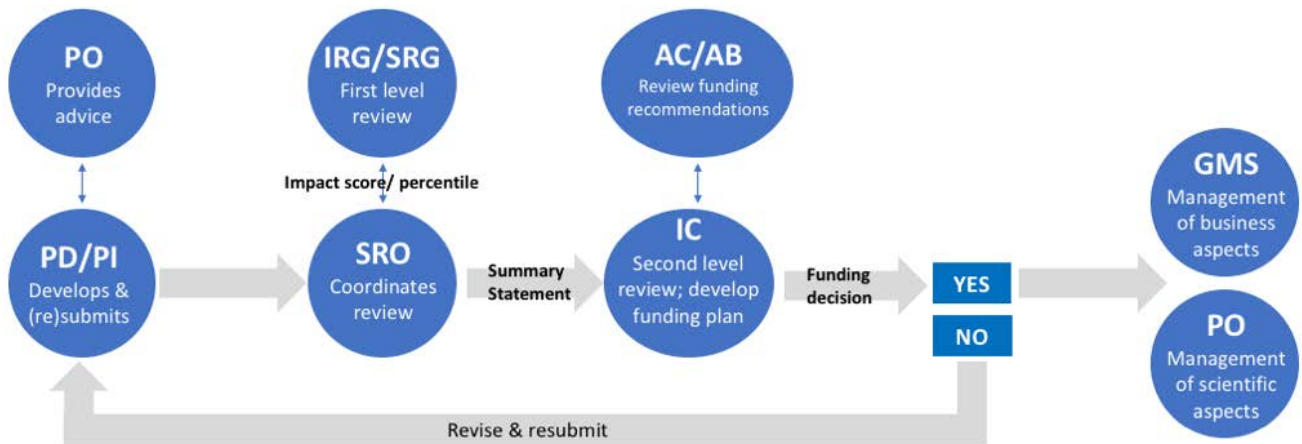 PO
Provides
advice
IRG/SRG
First level
review
AC/AB
Review funding
recommendations
Impact score/ percentile
PD/PI
Develops &
(re)submits
SRO
Coordinates
review
Summary
Statement
IC
Second level
review; develop
funding plan
Funding
decision
YES
NO
GMS
Management
of business
aspects
PO
Management
of scientific
aspects
Revise & resubmit